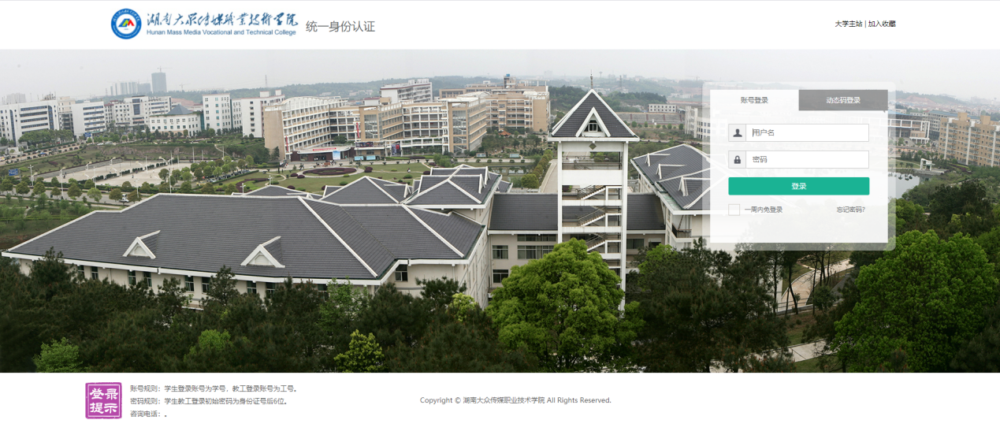 湖南大众传媒职业技术学院
Hunan Mass Media Vocational and Technical College
统一身份认证
大学主站 | 加入收藏
账号登录
动态码登录
用户名
密码
登录
一周内免登录
忘记密码?
登录
提示
账号规则：学生登录账号为学号，教工登录账号为工号。
密码规则：学生教工登录初始密码为身份证号后6位。
咨询电话：。
Copyright © 湖南大众传媒职业技术学院 All Rights Reserved.